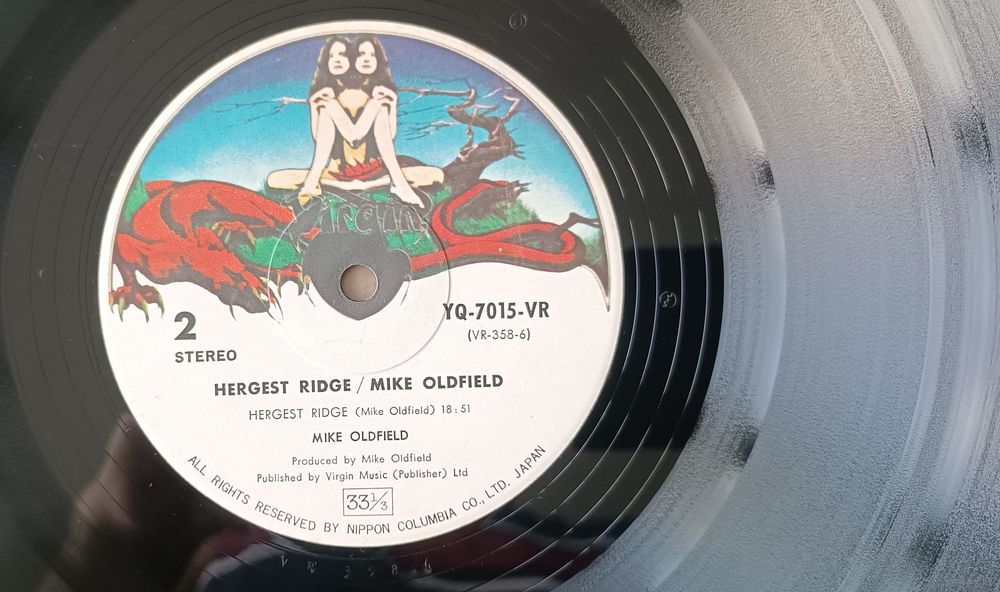 Virgin
2
STEREO
YQ-7015-VR
(VR-358-6)
HERGEST RIDGE / MIKE OLDFIELD
HERGEST RIDGE (Mike Oldfield) 18:51
MIKE OLDFIELD
Produced by Mike Oldfield
Published by Virgin Music (Publisher) Ltd
33⅓
ALL RIGHTS RESERVED BY NIPPON COLUMBIA CO., LTD. JAPAN